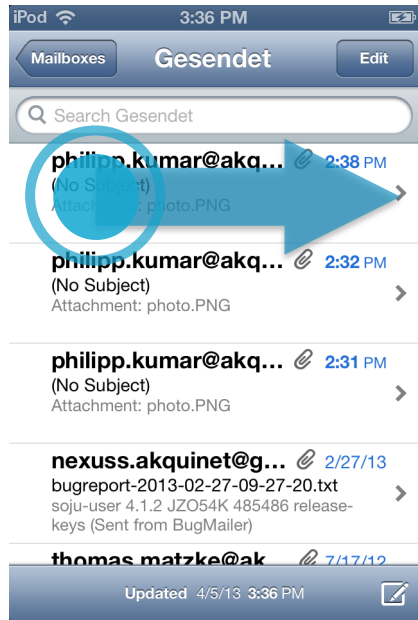 iPod 3:36 PM
Mailboxes Gesendet Edit
Search Gesendet
philipp.kumar@akq... 2:38 PM
(No Subject)
Attachment: photo.PNG
philipp.kumar@akq... 2:32 PM
(No Subject)
Attachment: photo.PNG
philipp.kumar@akq... 2:31 PM
(No Subject)
Attachment: photo.PNG
nexuss.akquinet@g... 2/27/13
bugreport-2013-02-27-09-27-20.txt
soju-user 4.1.2 JZO54K 485486 release-
keys (Sent from BugMailer)
thomas.matzke@ak... 7/17/12
Updated 4/5/13 3:36 PM